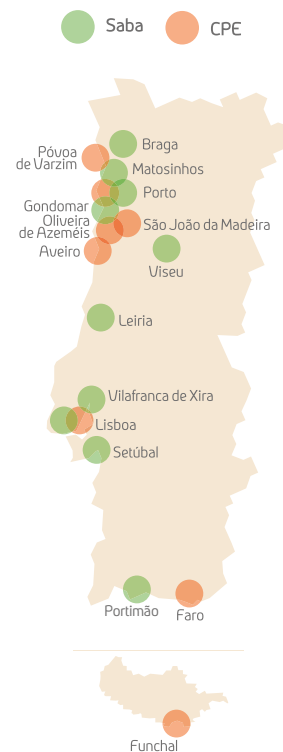 Saba
CPE
Braga
Póvoa
de Varzim
Matosinhos
Porto
Gondomar
Oliveira
de Azeméis
São João da Madeira
Aveiro
Viseu
Leiria
Vilafranca de Xira
Lisboa
Setúbal
Portimão
Faro
Funchal